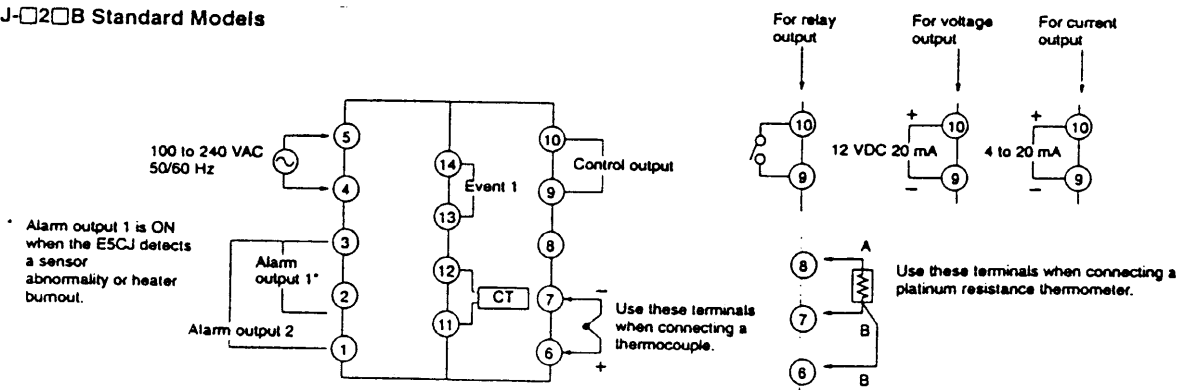 J-□2□B Standard Models
For relay
output
For voltage
output
For current
output
100 to 240 VAC
50/60 Hz
5
4
3
2
1
14
13
12
11
Event 1
CT
10
9
8
7
6
Control output
* Alarm output 1 is ON
when the E5CJ detects
a sensor
abnormality or heater
burnout.
Alarm
output 1*
Alarm output 2
−
+
Use these terminals
when connecting a
thermocouple.
10
9
+
12 VDC 20 mA
−
10
9
+
4 to 20 mA
−
10
9
8
7
6
A
B
B
Use these terminals when connecting a
platinum resistance thermometer.